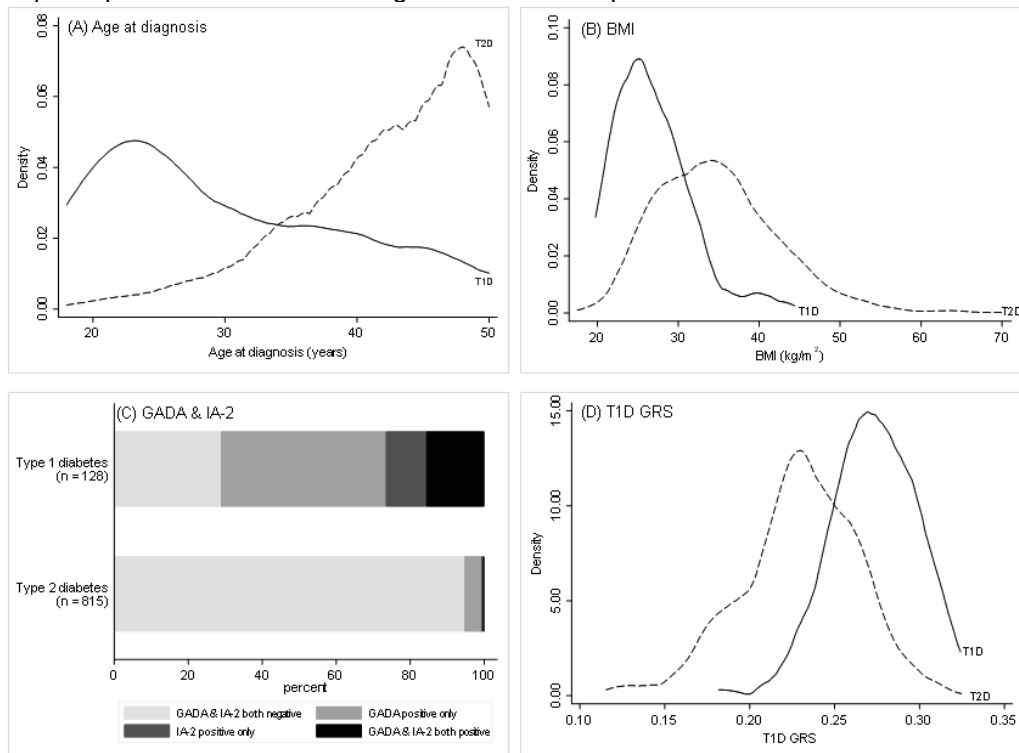 (A) Age at diagnosis
0.08
0.06
0.04
0.02
0.00
Density
T2D
T1D
20
30
40
50
Age at diagnosis (years)
(B) BMI
0.10
0.08
0.06
0.04
0.02
0.00
Density
T1D
T2D
20
30
40
50
60
70
BMI (kg/m²)
(C) GADA & IA-2
Type 1 diabetes
(n = 128)
Type 2 diabetes
(n = 815)
0
20
40
60
80
100
percent
GADA & IA-2 both negative
GADA positive only
IA-2 positive only
GADA & IA-2 both positive
(D) T1D GRS
15.00
10.00
5.00
0.00
Density
T1D
T2D
0.10
0.15
0.20
0.25
0.30
0.35
T1D GRS